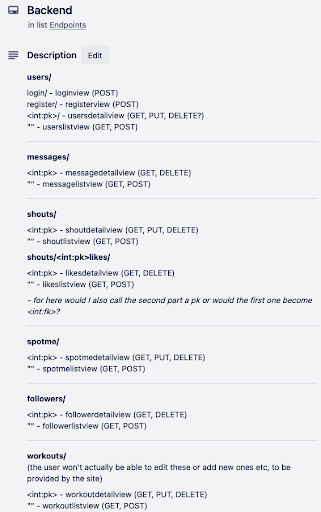 Backend
in list Endpoints
Description Edit
users/
login/ - loginview (POST)
register/ - registerview (POST)
<int:pk>/ - usersdetailview (GET, PUT, DELETE?)
"" - userslistview (GET, POST)
messages/
<int:pk> - messagedetailview (GET, DELETE)
"" - messagelistview (GET, POST)
shouts/
<int:pk> - shoutdetailview (GET, PUT, DELETE)
"" - shoutlistview (GET, POST)
shouts/<int:pk>likes/
<int:pk> - likesdetailview (GET, DELETE)
"" - likeslistview (GET, POST)
- for here would I also call the second part a pk or would the first one become
<int:fk>?
spotme/
<int:pk> - spotmedetailview (GET, PUT, DELETE)
"" - spotmelistview (GET, POST)
followers/
<int:pk> - followerdetailview (GET, DELETE)
"" - followerlistview (GET, POST)
workouts/
(the user won't actually be able to edit these or add new ones etc, to be
provided by the site)
<int:pk> - workoutdetailview (GET, PUT, DELETE)
"" - workoutlistview (GET, POST)